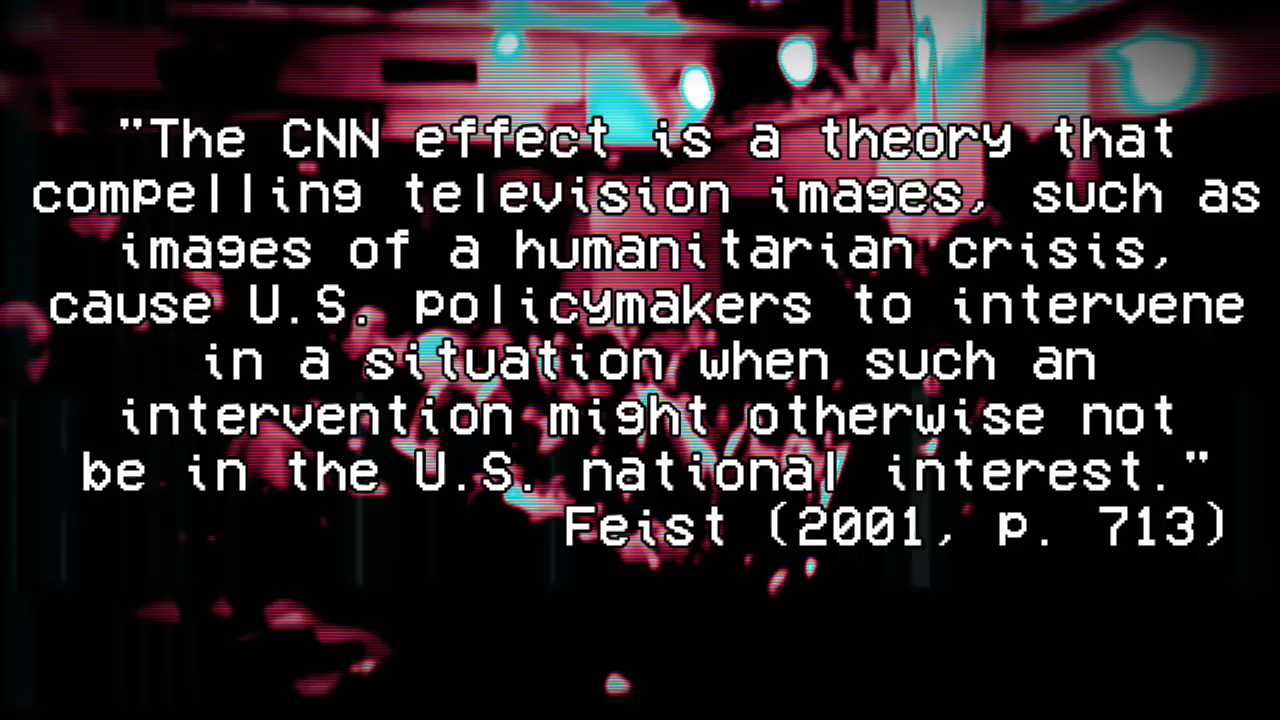 "The CNN effect is a theory that
compelling television images, such as
images of a humanitarian crisis,
cause U.S. policymakers to intervene
in a situation when such an
intervention might otherwise not
be in the U.S. national interest."
Feist (2001, p. 713)